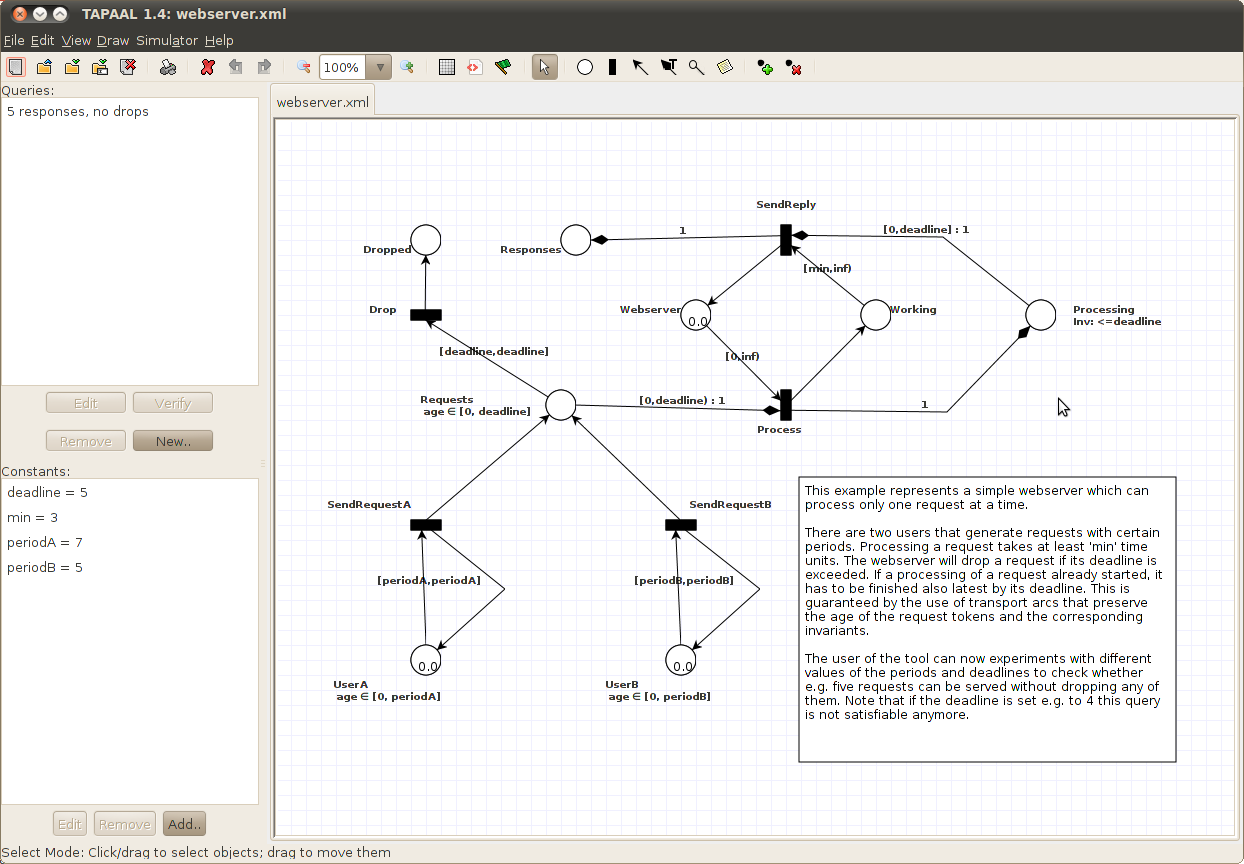 TAPAAL 1.4: webserver.xml
File Edit View Draw Simulator Help
100%
Queries:
5 responses, no drops
Edit Verify
Remove New..
Constants:
deadline = 5
min = 3
periodA = 7
periodB = 5
Edit Remove Add..
webserver.xml
SendReply
Dropped
Responses
1
[0,deadline] : 1
[min,inf)
Drop
Webserver
0.0
Working
Processing
Inv: <=deadline
[deadline,deadline]
[0,inf)
Requests
age ∈ [0, deadline]
[0,deadline) : 1
1
Process
SendRequestA
SendRequestB
[periodA,periodA]
[periodB,periodB]
0.0
0.0
UserA
age ∈ [0, periodA]
UserB
age ∈ [0, periodB]
This example represents a simple webserver which can
process only one request at a time.
There are two users that generate requests with certain
periods. Processing a request takes at least 'min' time
units. The webserver will drop a request if its deadline is
exceeded. If a processing of a request already started, it
has to be finished also latest by its deadline. This is
guaranteed by the use of transport arcs that preserve
the age of the request tokens and the corresponding
invariants.
The user of the tool can now experiments with different
values of the periods and deadlines to check whether
e.g. five requests can be served without dropping any of
them. Note that if the deadline is set e.g. to 4 this query
is not satisfiable anymore.
Select Mode: Click/drag to select objects; drag to move them